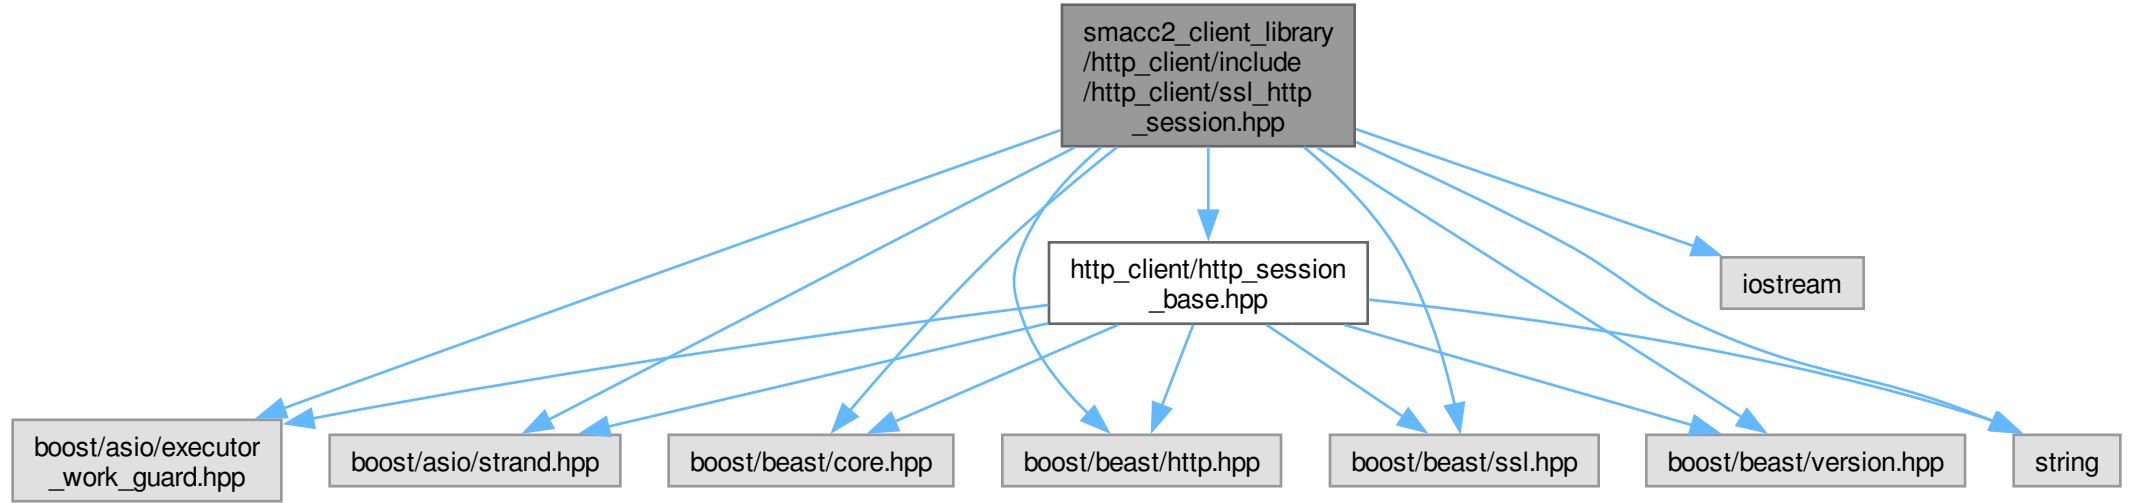 smacc2_client_library
/http_client/include
/http_client/ssl_http
_session.hpp
http_client/http_session
_base.hpp
iostream
boost/asio/executor
_work_guard.hpp
boost/asio/strand.hpp
boost/beast/core.hpp
boost/beast/http.hpp
boost/beast/ssl.hpp
boost/beast/version.hpp
string